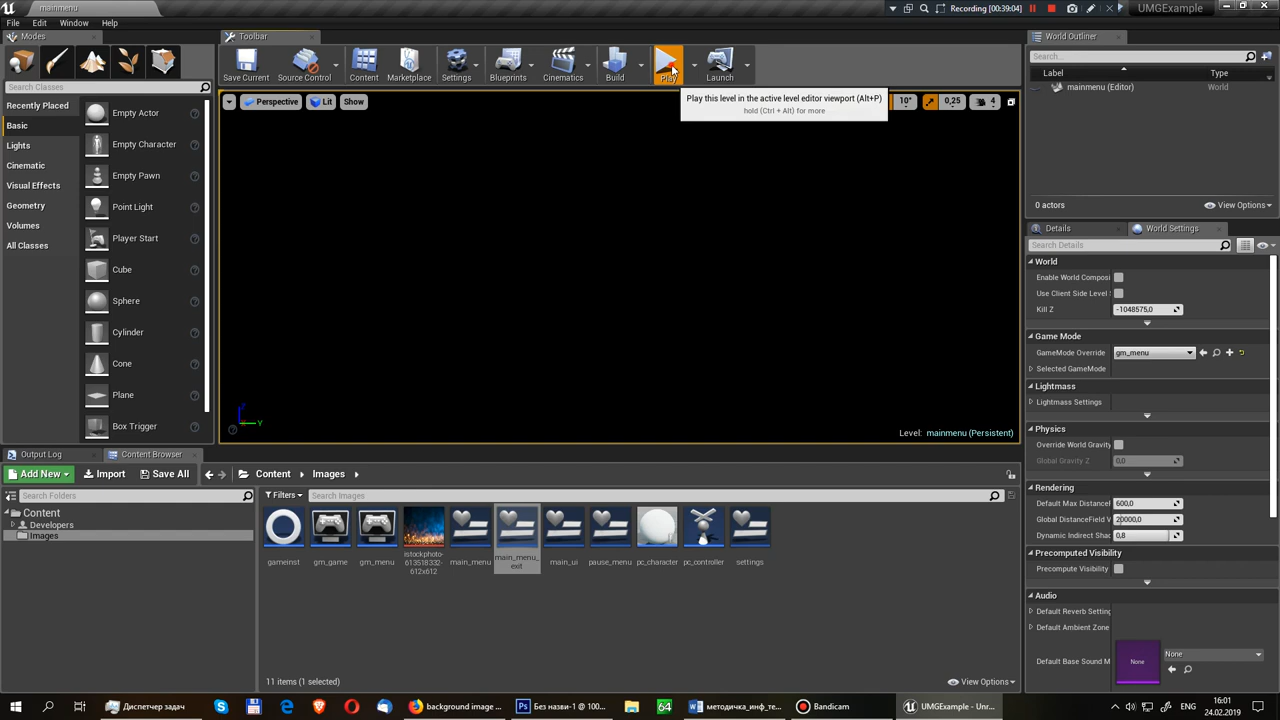 mainmenu
Recording [00:39:04]
UMGExample
File Edit Window Help
Modes
Search Classes
Recently Placed
Basic
Lights
Cinematic
Visual Effects
Geometry
Volumes
All Classes
Empty Actor
Empty Character
Empty Pawn
Point Light
Player Start
Cube
Sphere
Cylinder
Cone
Plane
Box Trigger
Toolbar
Save Current Source Control Content Marketplace Settings Blueprints Cinematics Build Play Launch
Perspective Lit Show
10° 0,25 4
Play this level in the active level editor viewport (Alt+P)
hold (Ctrl + Alt) for more
Z
Y
Level: mainmenu (Persistent)
World Outliner
Search...
Label Type
mainmenu (Editor) World
0 actors View Options
Details World Settings
Search Details
World
Enable World Composi
Use Client Side Level
Kill Z -1048575,0
Game Mode
GameMode Override gm_menu
Selected GameMode
Lightmass
Lightmass Settings
Physics
Override World Gravity
Global Gravity Z 0,0
Rendering
Default Max Distance 600,0
Global DistanceField V 20000,0
Dynamic Indirect Shad 0,8
Precomputed Visibility
Precompute Visibility
Audio
Default Reverb Setting
Default Ambient Zone
Default Base Sound M None None
Output Log Content Browser
Add New Import Save All Content Images
Search Folders
Content
Developers
Images
Filters Search Images
gameinst
gm_game
gm_menu
istockphoto-
613518332-
612x612
main_menu
main_menu_
exit
main_ui
pause_menu
pc_character
pc_controller
settings
11 items (1 selected) View Options
Диспетчер задач
background image ...
Без назви-1 @ 100...
64
методичка_инф_те...
Bandicam
UMGExample - Unr...
16:01
24.02.2019